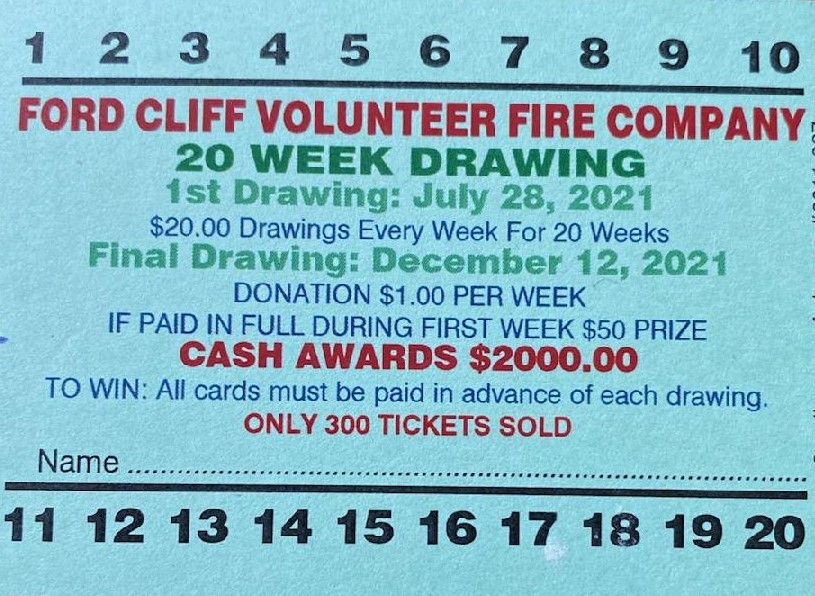 1 2 3 4 5 6 7 8 9 10
FORD CLIFF VOLUNTEER FIRE COMPANY
20 WEEK DRAWING
1st Drawing: July 28, 2021
$20.00 Drawings Every Week For 20 Weeks
Final Drawing: December 12, 2021
DONATION $1.00 PER WEEK
IF PAID IN FULL DURING FIRST WEEK $50 PRIZE
CASH AWARDS $2000.00
TO WIN: All cards must be paid in advance of each drawing.
ONLY 300 TICKETS SOLD
Name ..........................................................................
11 12 13 14 15 16 17 18 19 20